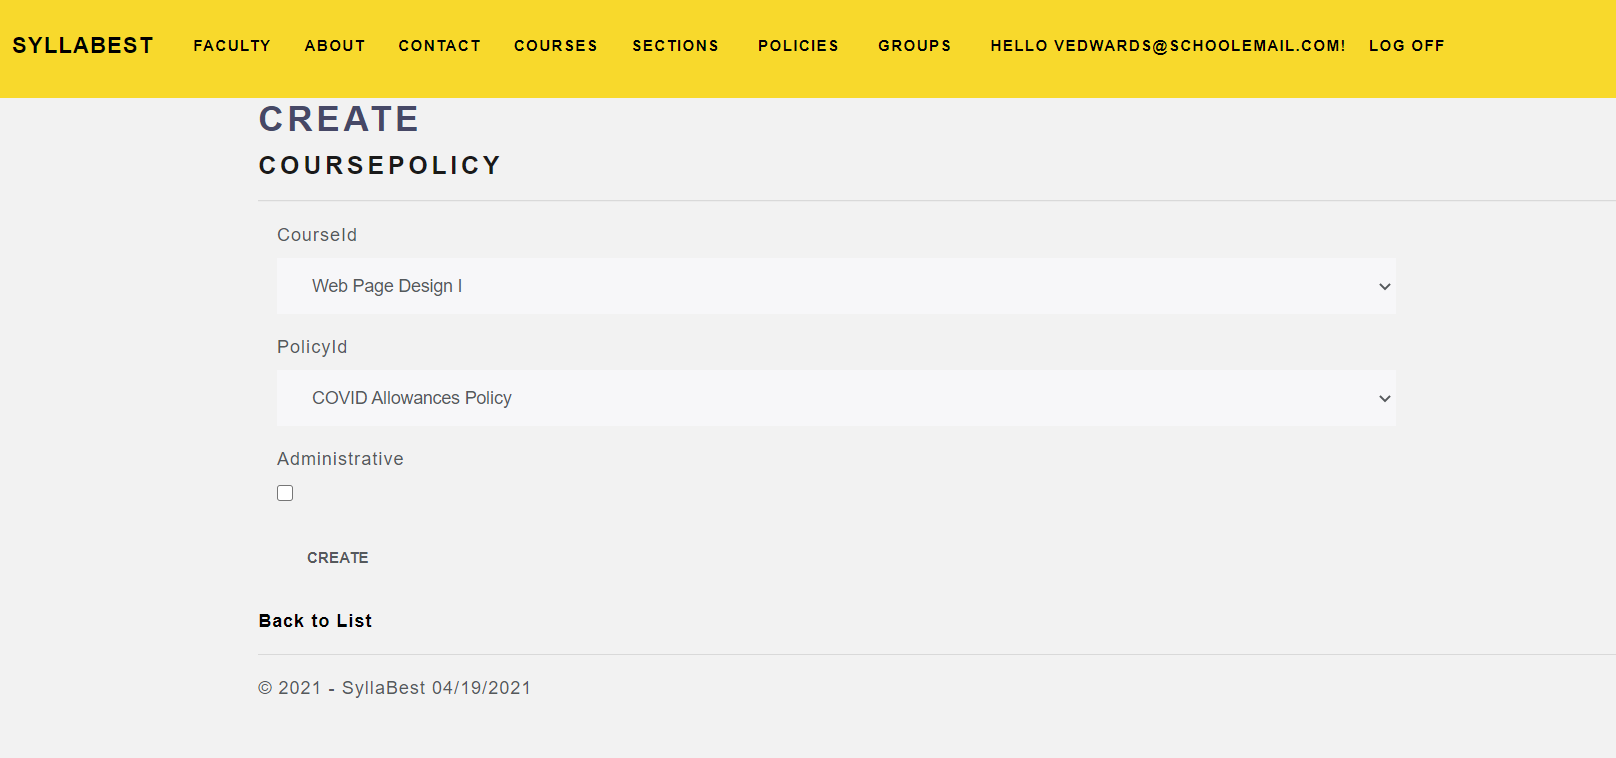 SYLLABEST FACULTY ABOUT CONTACT COURSES SECTIONS POLICIES GROUPS HELLO VEDWARDS@SCHOOLEMAIL.COM! LOG OFF
CREATE
COURSEPOLICY
CourseId
Web Page Design I
PolicyId
COVID Allowances Policy
Administrative
CREATE
Back to List
© 2021 - SyllaBest 04/19/2021